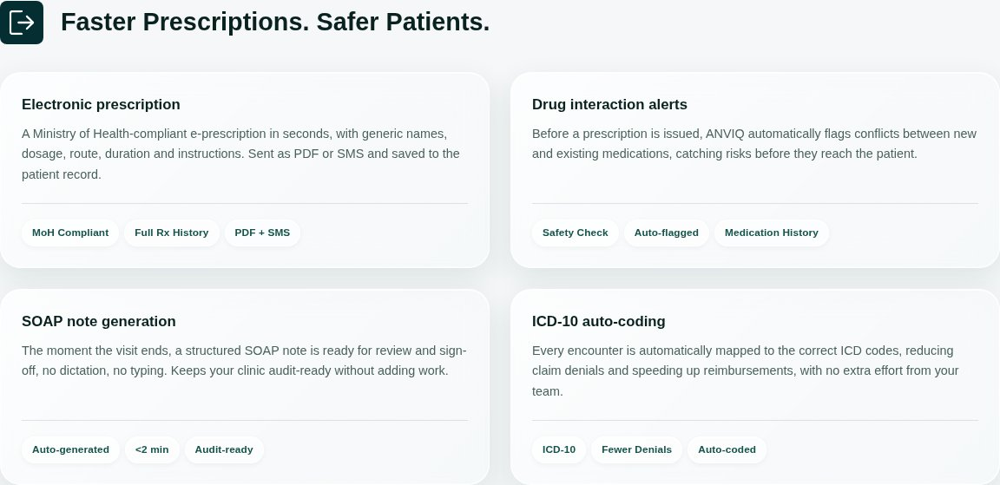 Faster Prescriptions. Safer Patients.
Electronic prescription
A Ministry of Health-compliant e-prescription in seconds, with generic names,
dosage, route, duration and instructions. Sent as PDF or SMS and saved to the
patient record.
MoH Compliant
Full Rx History
PDF + SMS
Drug interaction alerts
Before a prescription is issued, ANVIQ automatically flags conflicts between new
and existing medications, catching risks before they reach the patient.
Safety Check
Auto-flagged
Medication History
SOAP note generation
The moment the visit ends, a structured SOAP note is ready for review and sign-
off, no dictation, no typing. Keeps your clinic audit-ready without adding work.
Auto-generated
<2 min
Audit-ready
ICD-10 auto-coding
Every encounter is automatically mapped to the correct ICD codes, reducing
claim denials and speeding up reimbursements, with no extra effort from your
team.
ICD-10
Fewer Denials
Auto-coded